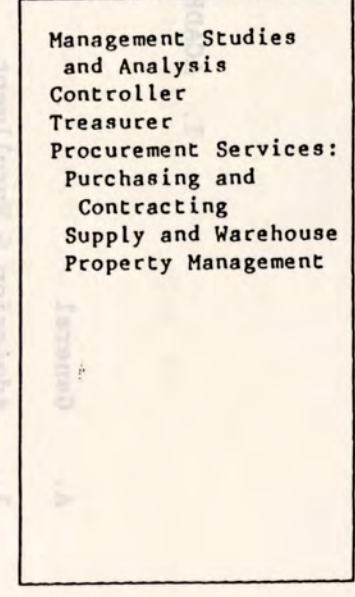 Management Studies
and Analysis
Controller
Treasurer
Procurement Services:
Purchasing and
Contracting
Supply and Warehouse
Property Management